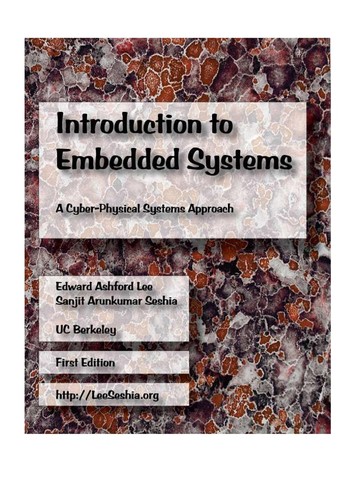 Introduction to
Embedded Systems
A Cyber-Physical Systems Approach
Edward Ashford Lee
Sanjit Arunkumar Seshia
UC Berkeley
First Edition
http://LeeSeshia.org